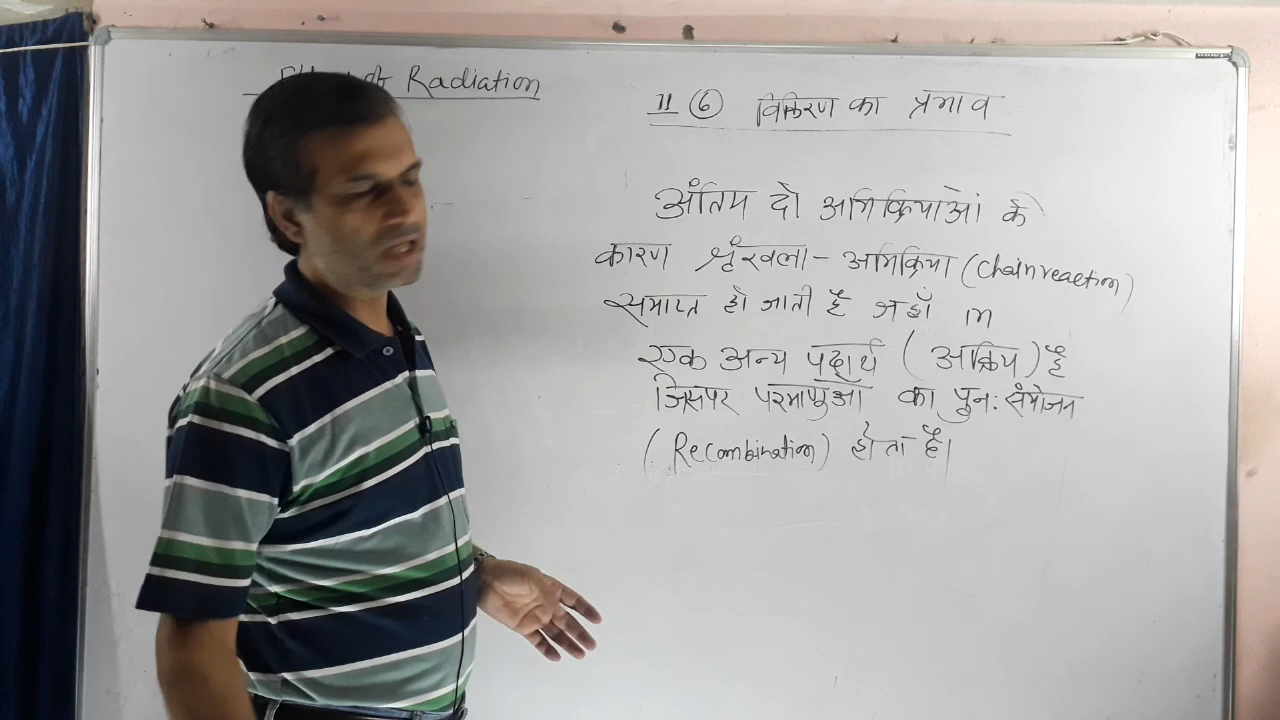 of Radiation
11 ⑥ विकिरण का प्रभाव
अंतिम दो अभिक्रियाओं के
कारण श्रृंखला - अभिक्रिया (Chain reaction)
समाप्त हो जाती है जहाँ m
एक अन्य पदार्थ ( अक्रिय ) है
जिसपर परमाणुओं का पुनः संयोजन
( Recombination ) होता है।